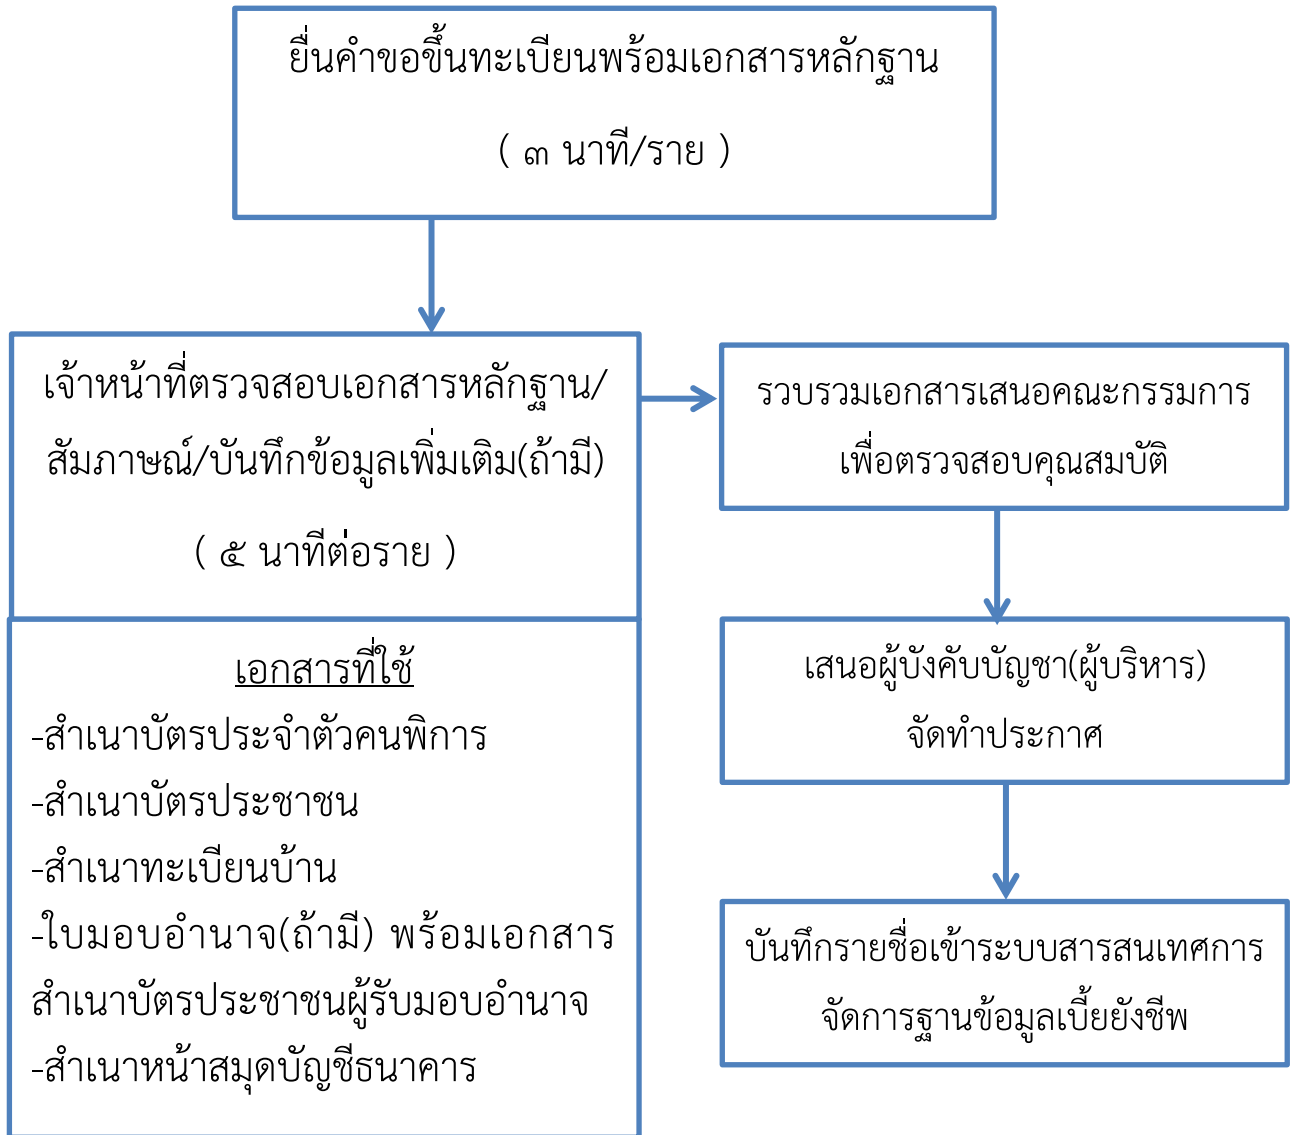 ยื่นคำขอขึ้นทะเบียนพร้อมเอกสารหลักฐาน
( ๓ นาที/ราย )
เจ้าหน้าที่ตรวจสอบเอกสารหลักฐาน/
สัมภาษณ์/บันทึกข้อมูลเพิ่มเติม(ถ้ามี)
( ๕ นาทีต่อราย )
เอกสารที่ใช้
-สำเนาบัตรประจำตัวคนพิการ
-สำเนาบัตรประชาชน
-สำเนาทะเบียนบ้าน
-ใบมอบอำนาจ(ถ้ามี) พร้อมเอกสาร
สำเนาบัตรประชาชนผู้รับมอบอำนาจ
-สำเนาหน้าสมุดบัญชีธนาคาร
รวบรวมเอกสารเสนอคณะกรรมการ
เพื่อตรวจสอบคุณสมบัติ
เสนอผู้บังคับบัญชา(ผู้บริหาร)
จัดทำประกาศ
บันทึกรายชื่อเข้าระบบสารสนเทศการ
จัดการฐานข้อมูลเบี้ยยังชีพ